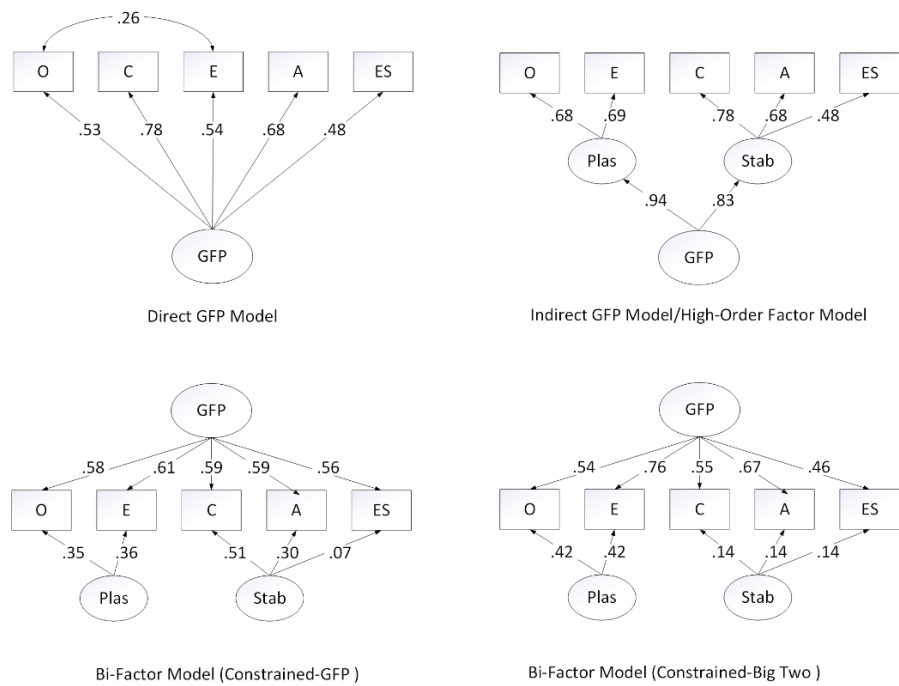 .26
O C E A ES
.53 .78 .54 .68 .48
GFP
Direct GFP Model
O E C A ES
.68 .69 .78 .68 .48
Plas Stab
.94 .83
GFP
Indirect GFP Model/High-Order Factor Model
GFP
.58 .61 .59 .59 .56
O E C A ES
.35 .36 .51 .30 .07
Plas Stab
Bi-Factor Model (Constrained-GFP )
GFP
.54 .76 .55 .67 .46
O E C A ES
.42 .42 .14 .14 .14
Plas Stab
Bi-Factor Model (Constrained-Big Two )